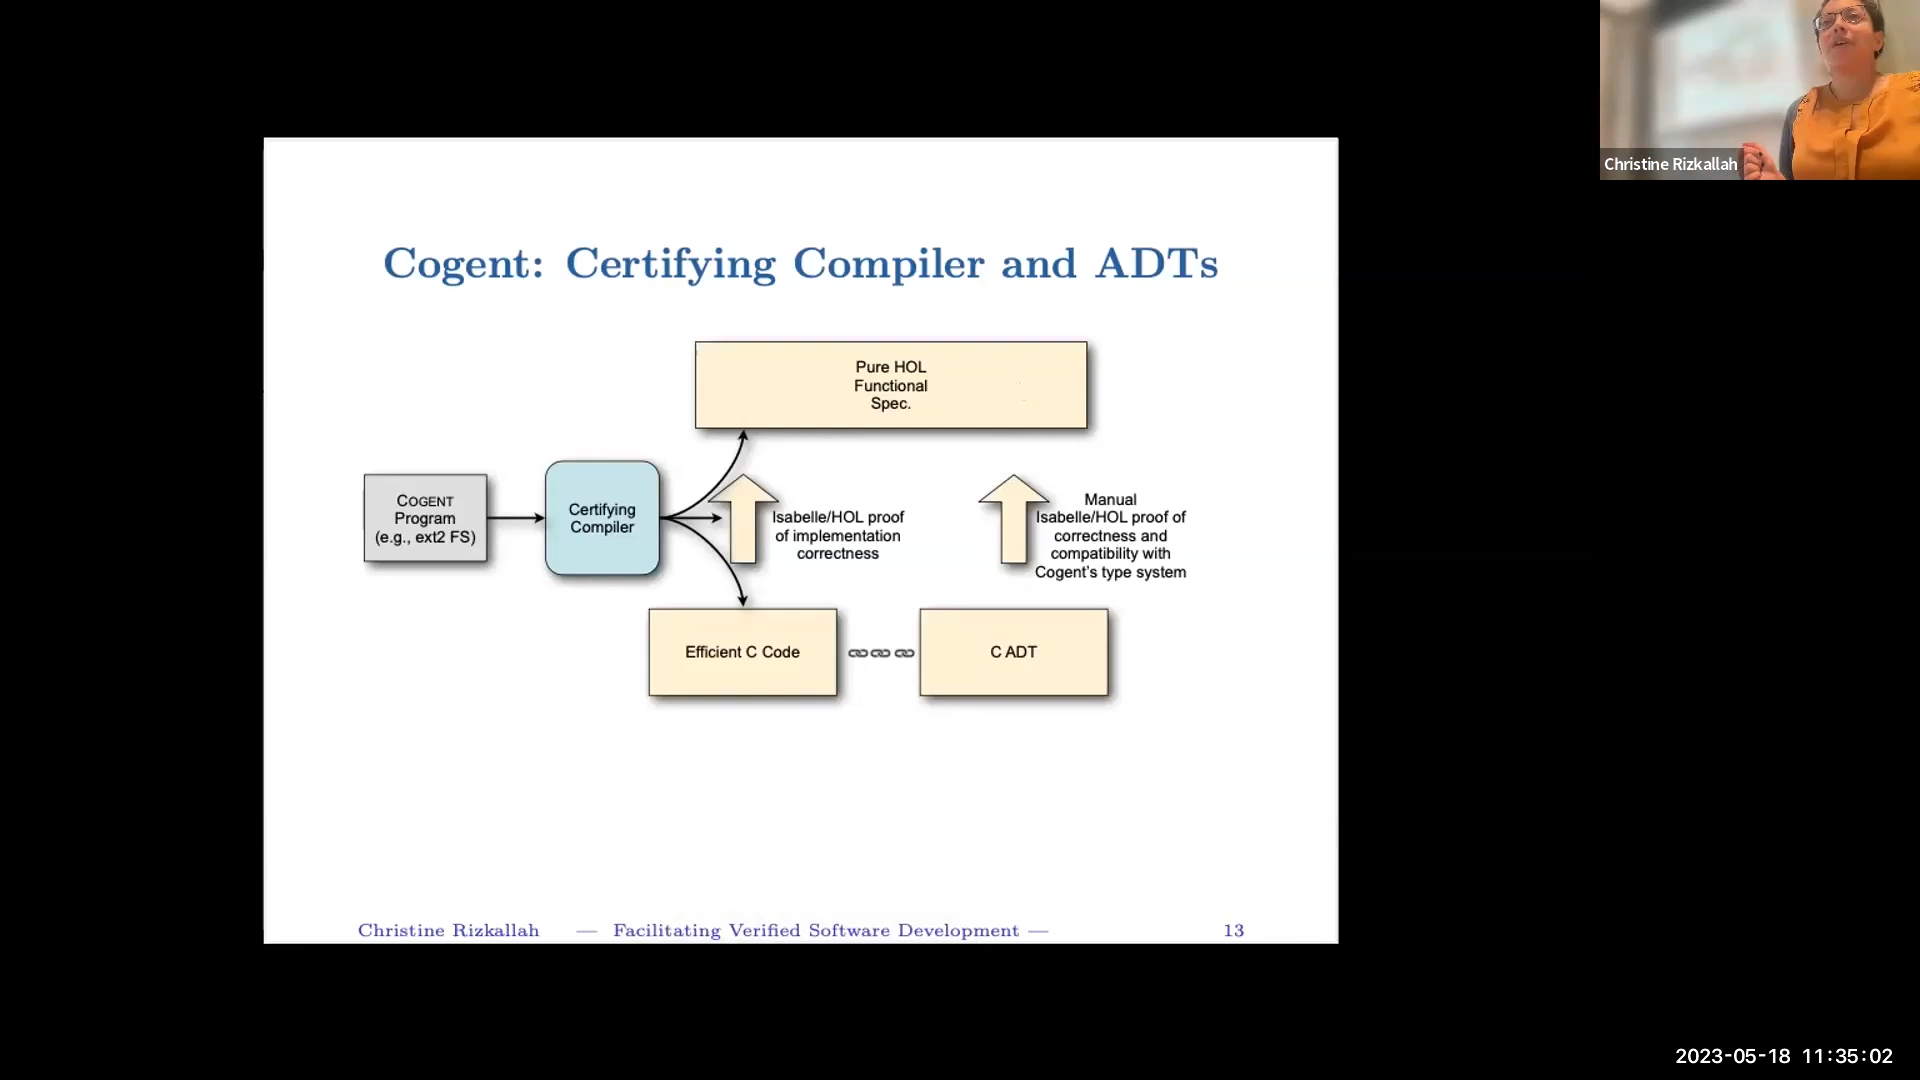 Christine Rizkallah
Cogent: Certifying Compiler and ADTs
Pure HOL
Functional
Spec.
COGENT
Program
(e.g., ext2 FS)
Certifying
Compiler
Isabelle/HOL proof
of implementation
correctness
Manual
Isabelle/HOL proof of
correctness and
compatibility with
Cogent's type system
Efficient C Code
C ADT
Christine Rizkallah — Facilitating Verified Software Development — 13
2023-05-18 11:35:02